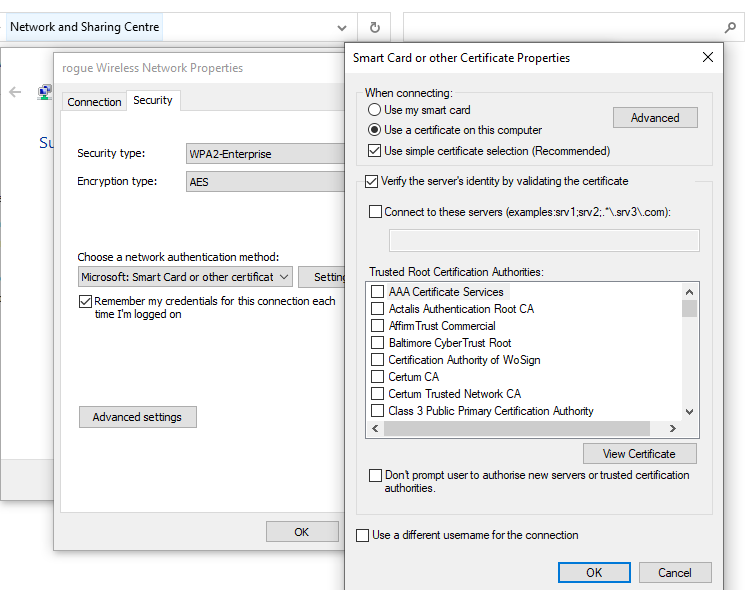 Network and Sharing Centre
rogue Wireless Network Properties
Connection
Security
Security type:
WPA2-Enterprise
Encryption type:
AES
Choose a network authentication method:
Microsoft: Smart Card or other certificat
Remember my credentials for this connection each
time I'm logged on
Advanced settings
OK
Smart Card or other Certificate Properties
When connecting:
Use my smart card
Advanced
Use a certificate on this computer
Use simple certificate selection (Recommended)
Verify the server's identity by validating the certificate
Connect to these servers (examples:srv1;srv2;.*\.srv3\.com):
Trusted Root Certification Authorities:
AAA Certificate Services
Actalis Authentication Root CA
AffirmTrust Commercial
Baltimore CyberTrust Root
Certification Authority of WoSign
Certum CA
Certum Trusted Network CA
Class 3 Public Primary Certification Authority
View Certificate
Don't prompt user to authorise new servers or trusted certification
authorities.
Use a different username for the connection
OK
Cancel